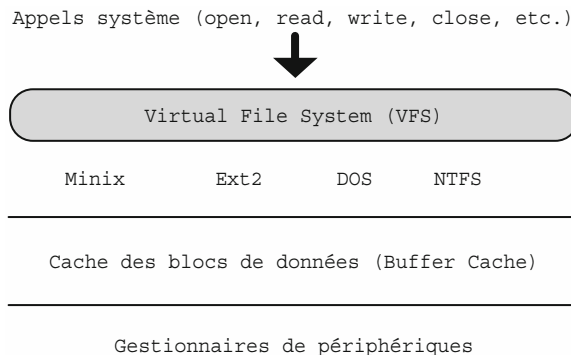 Appels système (open, read, write, close, etc.)
Virtual File System (VFS)
Minix Ext2 DOS NTFS
Cache des blocs de données (Buffer Cache)
Gestionnaires de périphériques